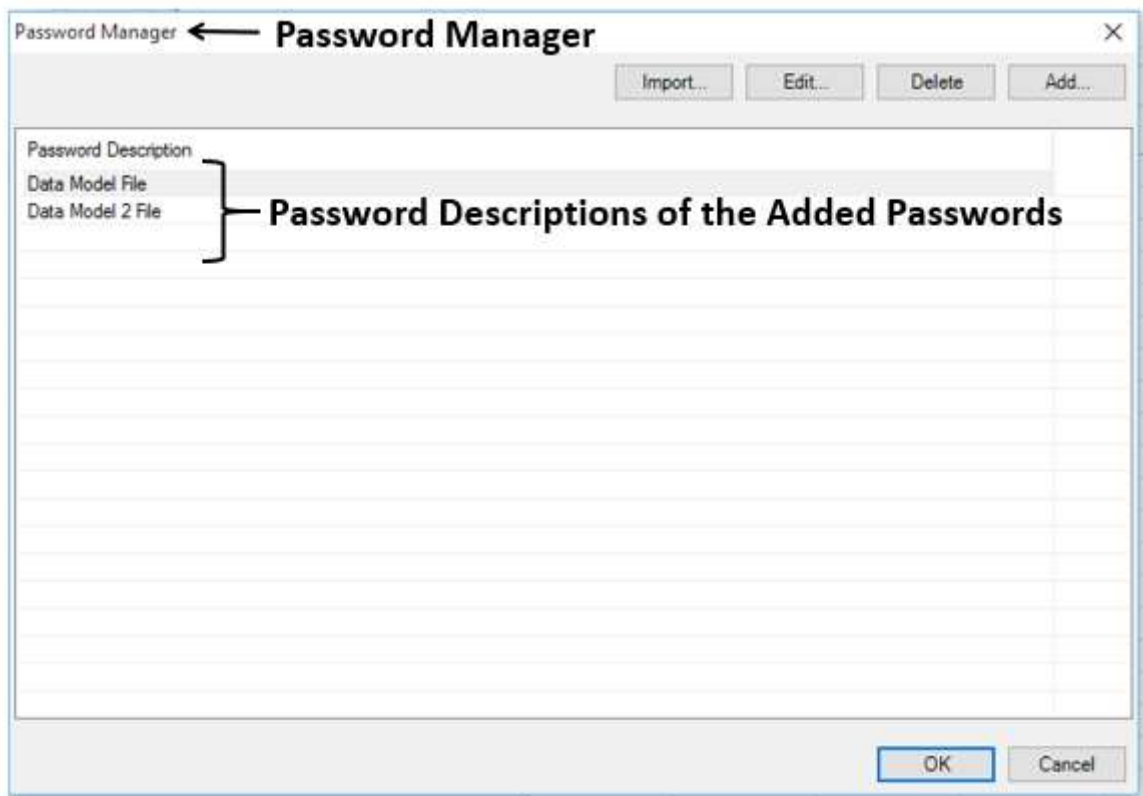 Password Manager Password Manager
Import... Edit... Delete Add...
Password Description
Data Model File
Data Model 2 File
Password Descriptions of the Added Passwords
OK Cancel